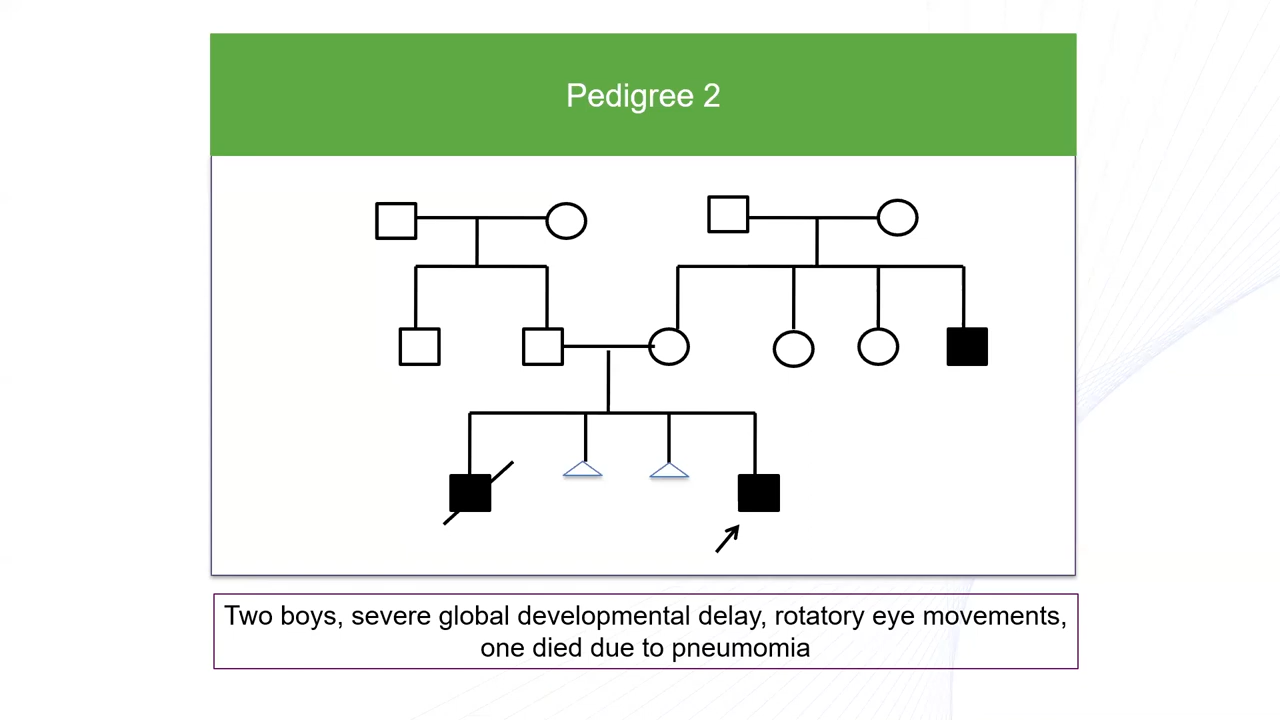 Pedigree 2
Two boys, severe global developmental delay, rotatory eye movements,
one died due to pneumomia